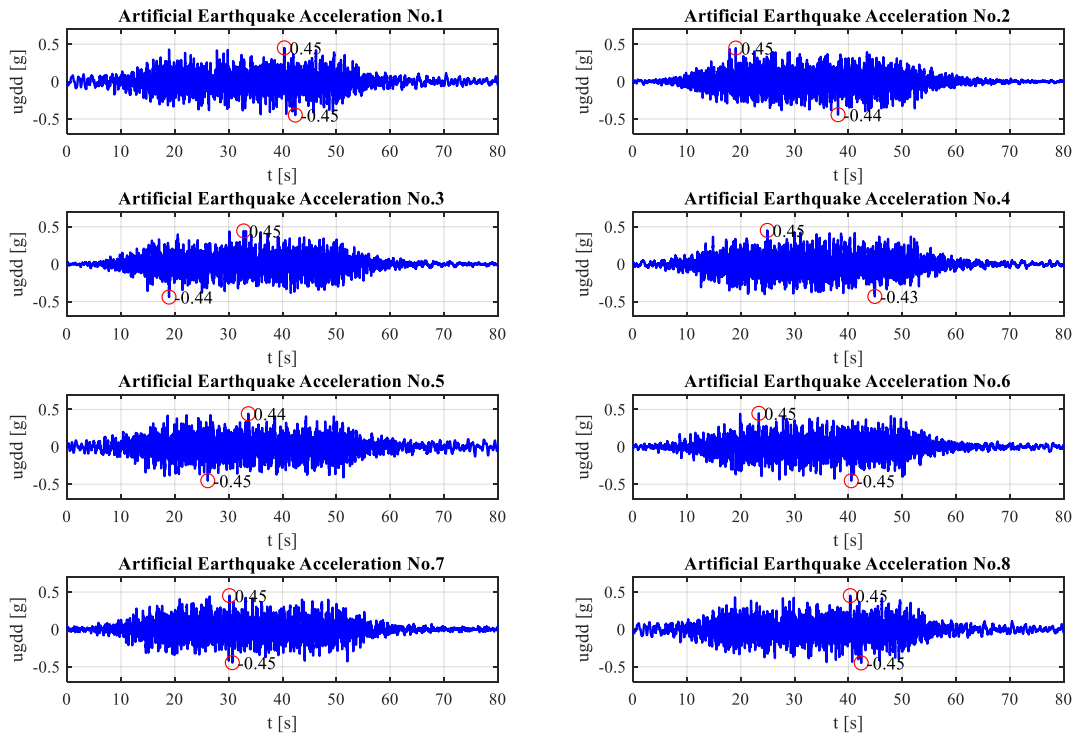 Artificial Earthquake Acceleration No.1
ugdd [g]
0.5
0
-0.5
0.45
-0.45
0 10 20 30 40 50 60 70 80
t [s]
Artificial Earthquake Acceleration No.2
ugdd [g]
0.5
0
-0.5
0.45
-0.44
0 10 20 30 40 50 60 70 80
t [s]
Artificial Earthquake Acceleration No.3
ugdd [g]
0.5
0
-0.5
0.45
-0.44
0 10 20 30 40 50 60 70 80
t [s]
Artificial Earthquake Acceleration No.4
ugdd [g]
0.5
0
-0.5
0.45
-0.43
0 10 20 30 40 50 60 70 80
t [s]
Artificial Earthquake Acceleration No.5
ugdd [g]
0.5
0
-0.5
0.44
-0.45
0 10 20 30 40 50 60 70 80
t [s]
Artificial Earthquake Acceleration No.6
ugdd [g]
0.5
0
-0.5
0.45
-0.45
0 10 20 30 40 50 60 70 80
t [s]
Artificial Earthquake Acceleration No.7
ugdd [g]
0.5
0
-0.5
0.45
-0.45
0 10 20 30 40 50 60 70 80
t [s]
Artificial Earthquake Acceleration No.8
ugdd [g]
0.5
0
-0.5
0.45
-0.45
0 10 20 30 40 50 60 70 80
t [s]